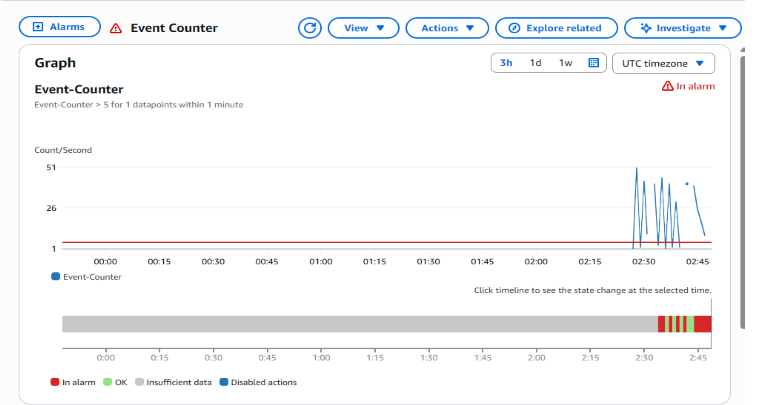 Alarms Event Counter View Actions Explore related Investigate
Graph 3h 1d 1w UTC timezone
Event-Counter In alarm
Event-Counter > 5 for 1 datapoints within 1 minute
Count/Second
51
26
1
00:00 00:15 00:30 00:45 01:00 01:15 01:30 01:45 02:00 02:15 02:30 02:45
Event-Counter
Click timeline to see the state change at the selected time.
0:00 0:15 0:30 0:45 1:00 1:15 1:30 1:45 2:00 2:15 2:30 2:45
In alarm OK Insufficient data Disabled actions